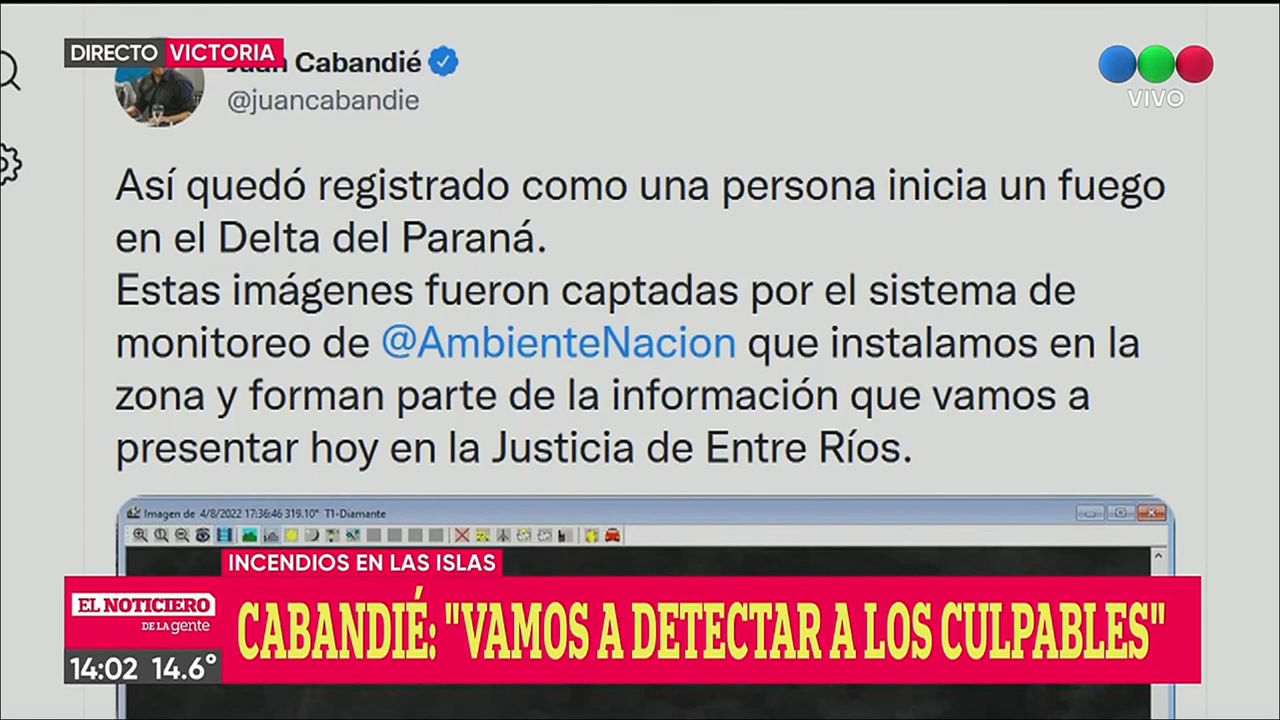 DIRECTO VICTORIA
Juan Cabandié
@juancabandie
VIVO
Así quedó registrado como una persona inicia un fuego
en el Delta del Paraná.
Estas imágenes fueron captadas por el sistema de
monitoreo de @AmbienteNacion que instalamos en la
zona y forman parte de la información que vamos a
presentar hoy en la Justicia de Entre Ríos.
Imagen de 4/8/2022 17:36:46 319.10° T1-Diamante
INCENDIOS EN LAS ISLAS
EL NOTICIERO
DE LA gente
CABANDIÉ: "VAMOS A DETECTAR A LOS CULPABLES"
14:02 14.6°